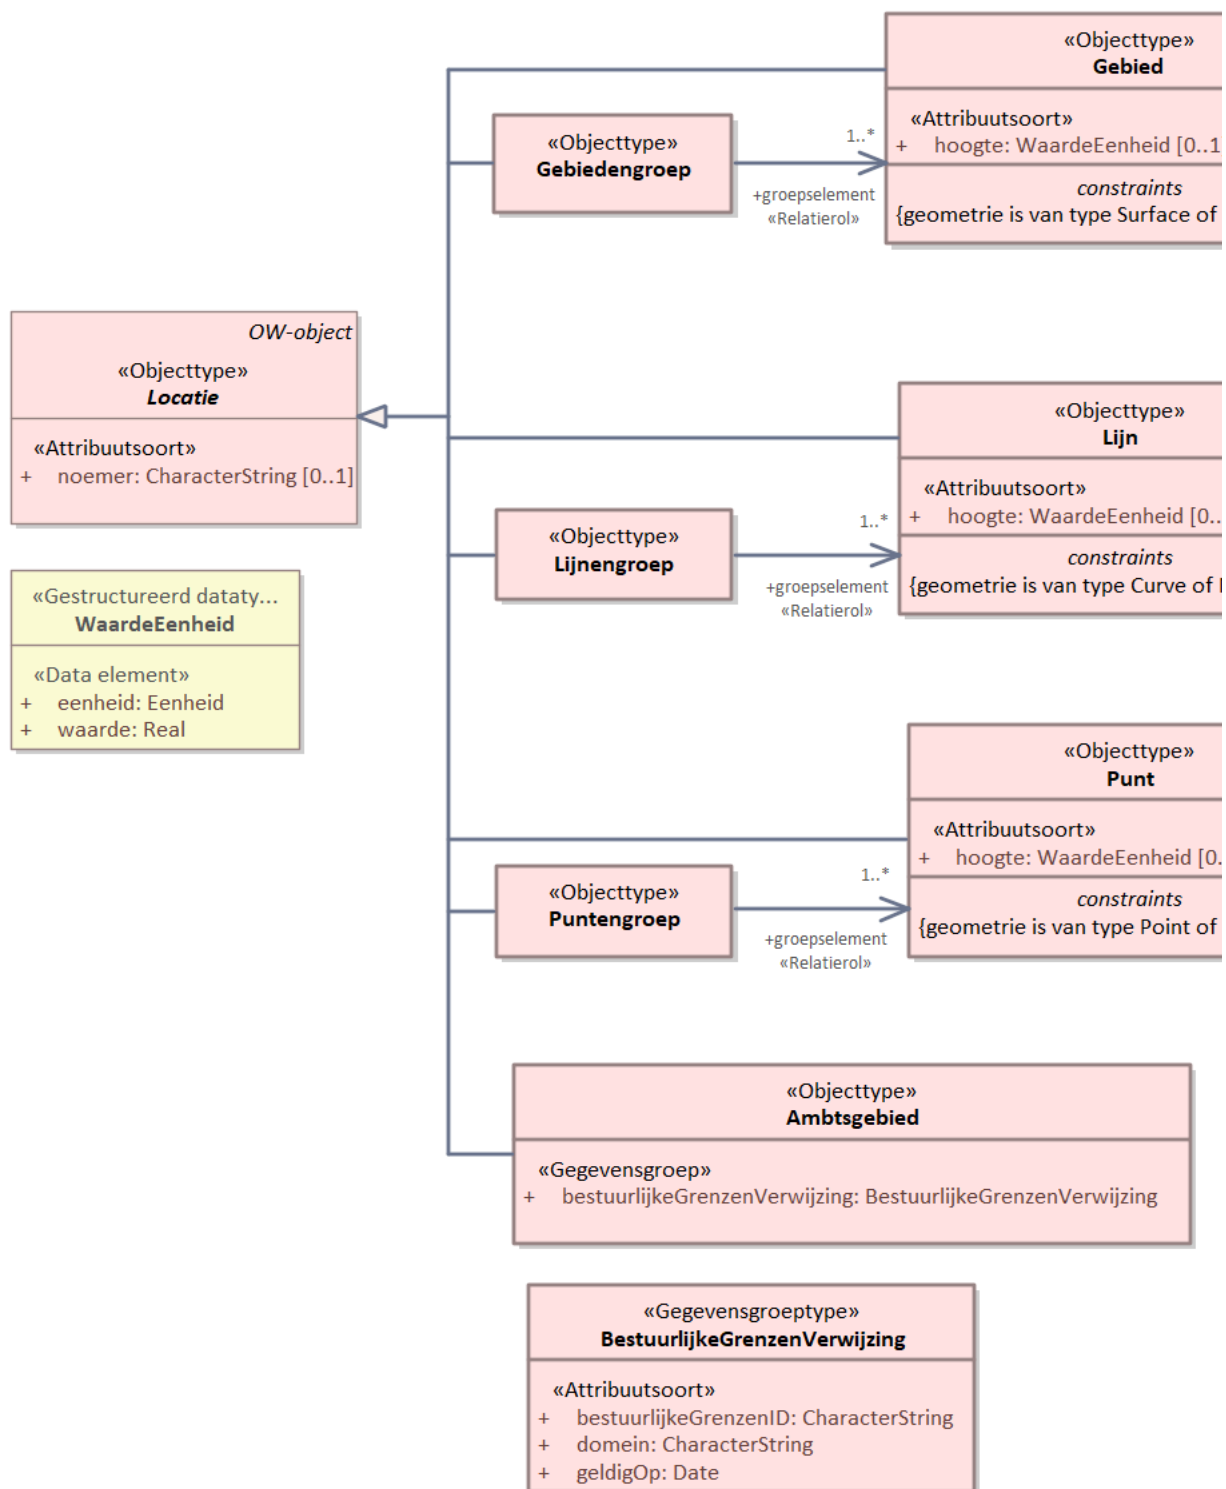 «Objecttype»
Gebied
«Attribuutsoort»
+ hoogte: WaardeEenheid [0..1
constraints
{geometrie is van type Surface of
«Objecttype»
Gebiedengroep
1..*
+groepselement
«Relatierol»
OW-object
«Objecttype»
Locatie
«Attribuutsoort»
+ noemer: CharacterString [0..1]
«Objecttype»
Lijn
«Attribuutsoort»
+ hoogte: WaardeEenheid [0..
constraints
{geometrie is van type Curve of
«Objecttype»
Lijnengroep
1..*
+groepselement
«Relatierol»
«Gestructureerd dataty...
WaardeEenheid
«Data element»
+ eenheid: Eenheid
+ waarde: Real
«Objecttype»
Punt
«Attribuutsoort»
+ hoogte: WaardeEenheid [0.
constraints
{geometrie is van type Point of
«Objecttype»
Puntengroep
1..*
+groepselement
«Relatierol»
«Objecttype»
Ambtsgebied
«Gegevensgroep»
+ bestuurlijkeGrenzenVerwijzing: BestuurlijkeGrenzenVerwijzing
«Gegevensgroeptype»
BestuurlijkeGrenzenVerwijzing
«Attribuutsoort»
+ bestuurlijkeGrenzenID: CharacterString
+ domein: CharacterString
+ geldigOp: Date